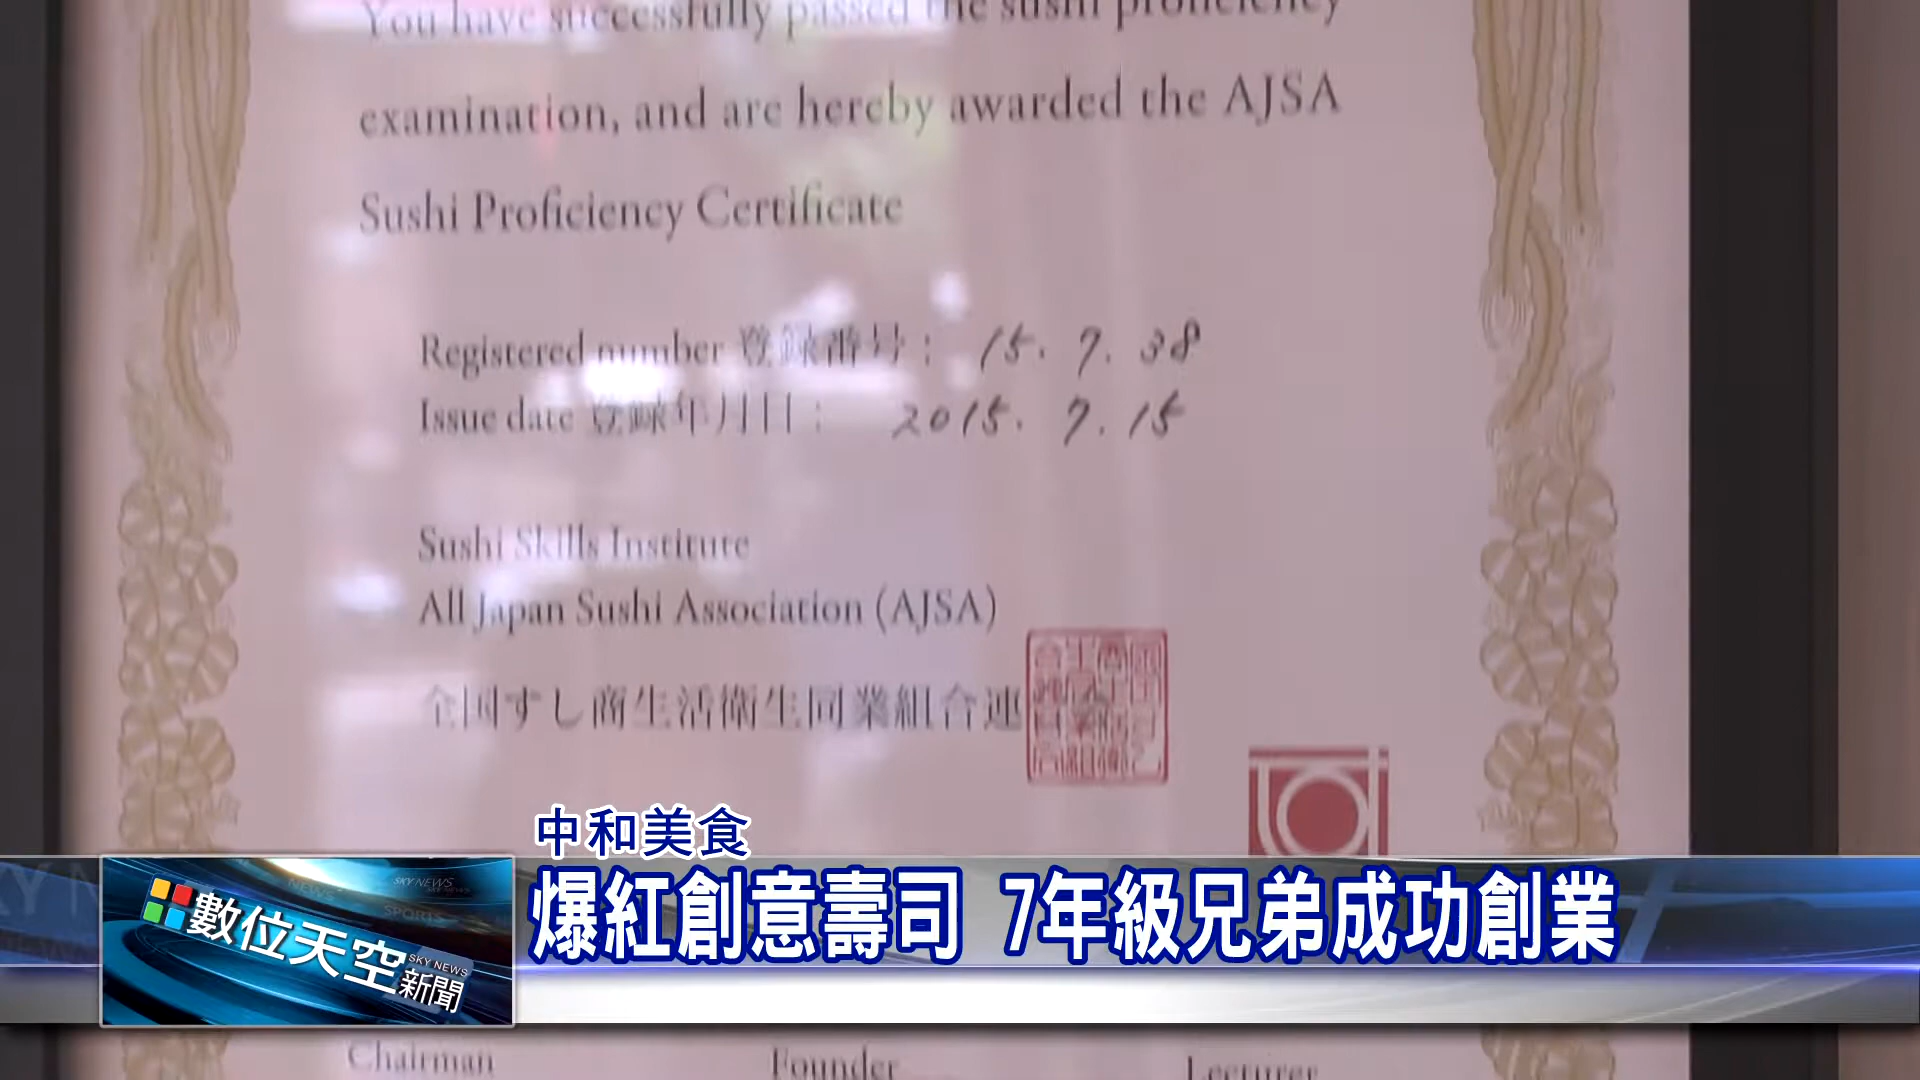 You have successfully passed the sushi proficiency
examination, and are hereby awarded the AJSA
Sushi Proficiency Certificate
Registered number 登録番号： 15. 7. 38
Issue date 登録年月日： 2015. 7. 15
Sushi Skills Institute
All Japan Sushi Association (AJSA)
全国すし商生活衛生同業組合連
中和美食
爆紅創意壽司 7年級兄弟成功創業
數位天空
SKY NEWS
新聞
NEWS
SKY NEWS
SPORTS
Chairman Founder Lecturer